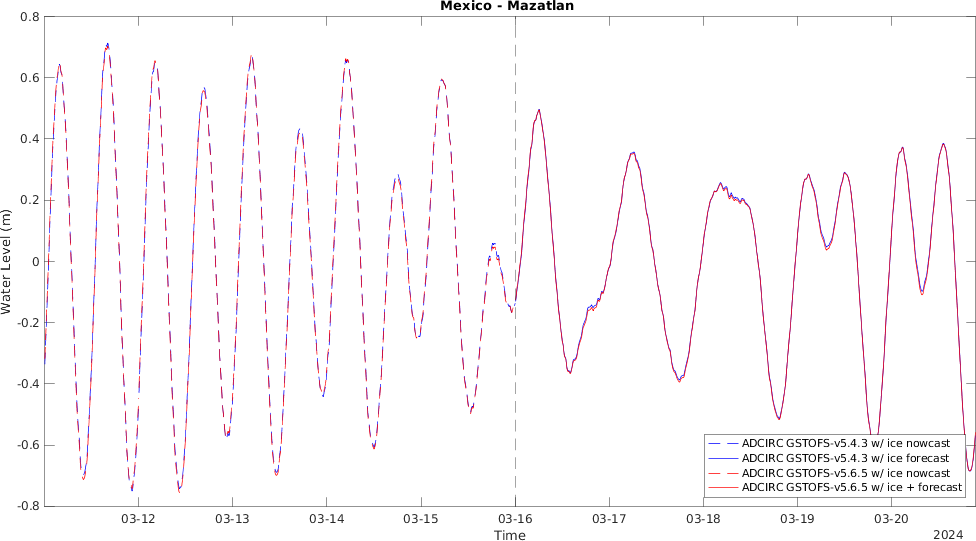 Mexico - Mazatlan
0.8
0.6
0.4
0.2
0
-0.2
-0.4
-0.6
-0.8
Water Level (m)
03-12
03-13
03-14
03-15
03-16
03-17
03-18
03-19
03-20
Time
2024
ADCIRC GSTOFS-v5.4.3 w/ ice nowcast
ADCIRC GSTOFS-v5.4.3 w/ ice forecast
ADCIRC GSTOFS-v5.6.5 w/ ice nowcast
ADCIRC GSTOFS-v5.6.5 w/ ice + forecast